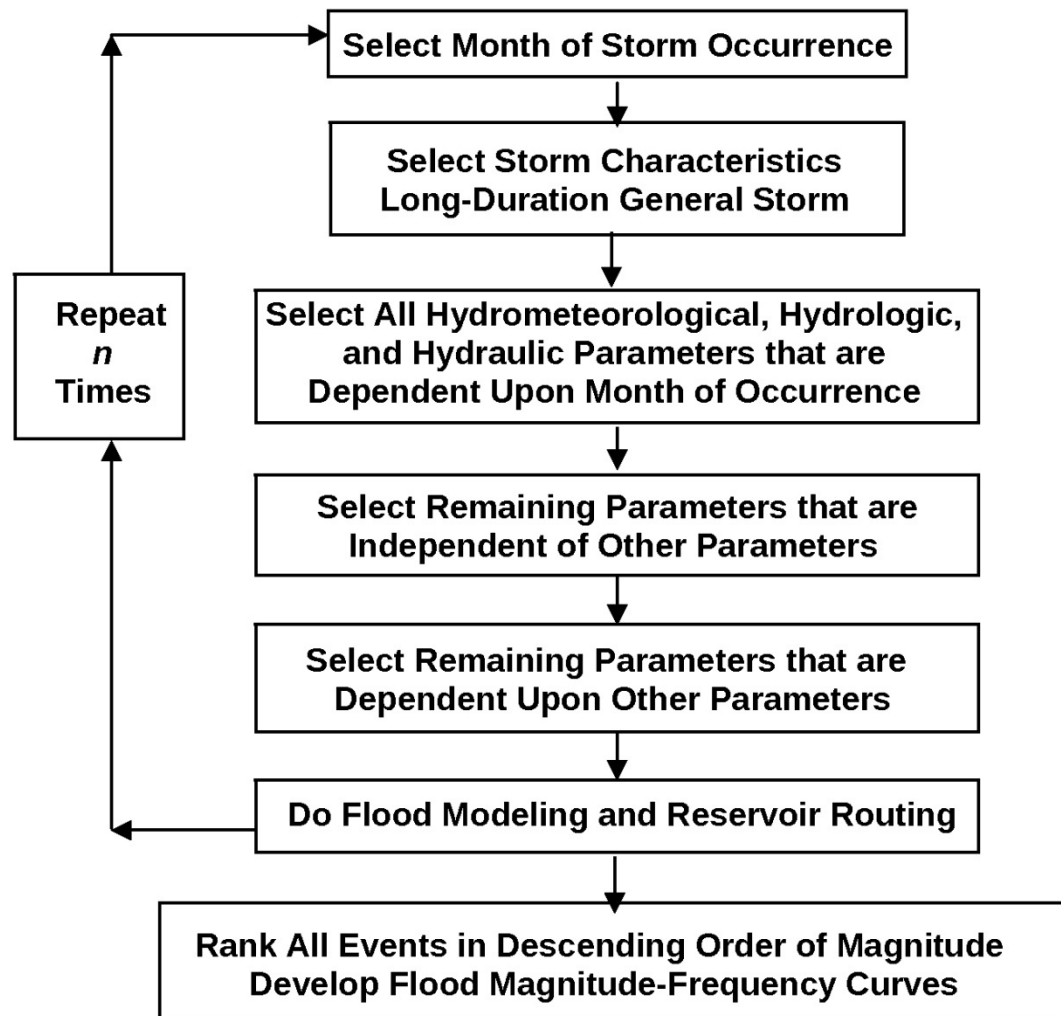 Select Month of Storm Occurrence
Select Storm Characteristics
Long-Duration General Storm
Repeat
n
Times
Select All Hydrometeorological, Hydrologic,
and Hydraulic Parameters that are
Dependent Upon Month of Occurrence
Select Remaining Parameters that are
Independent of Other Parameters
Select Remaining Parameters that are
Dependent Upon Other Parameters
Do Flood Modeling and Reservoir Routing
Rank All Events in Descending Order of Magnitude
Develop Flood Magnitude-Frequency Curves